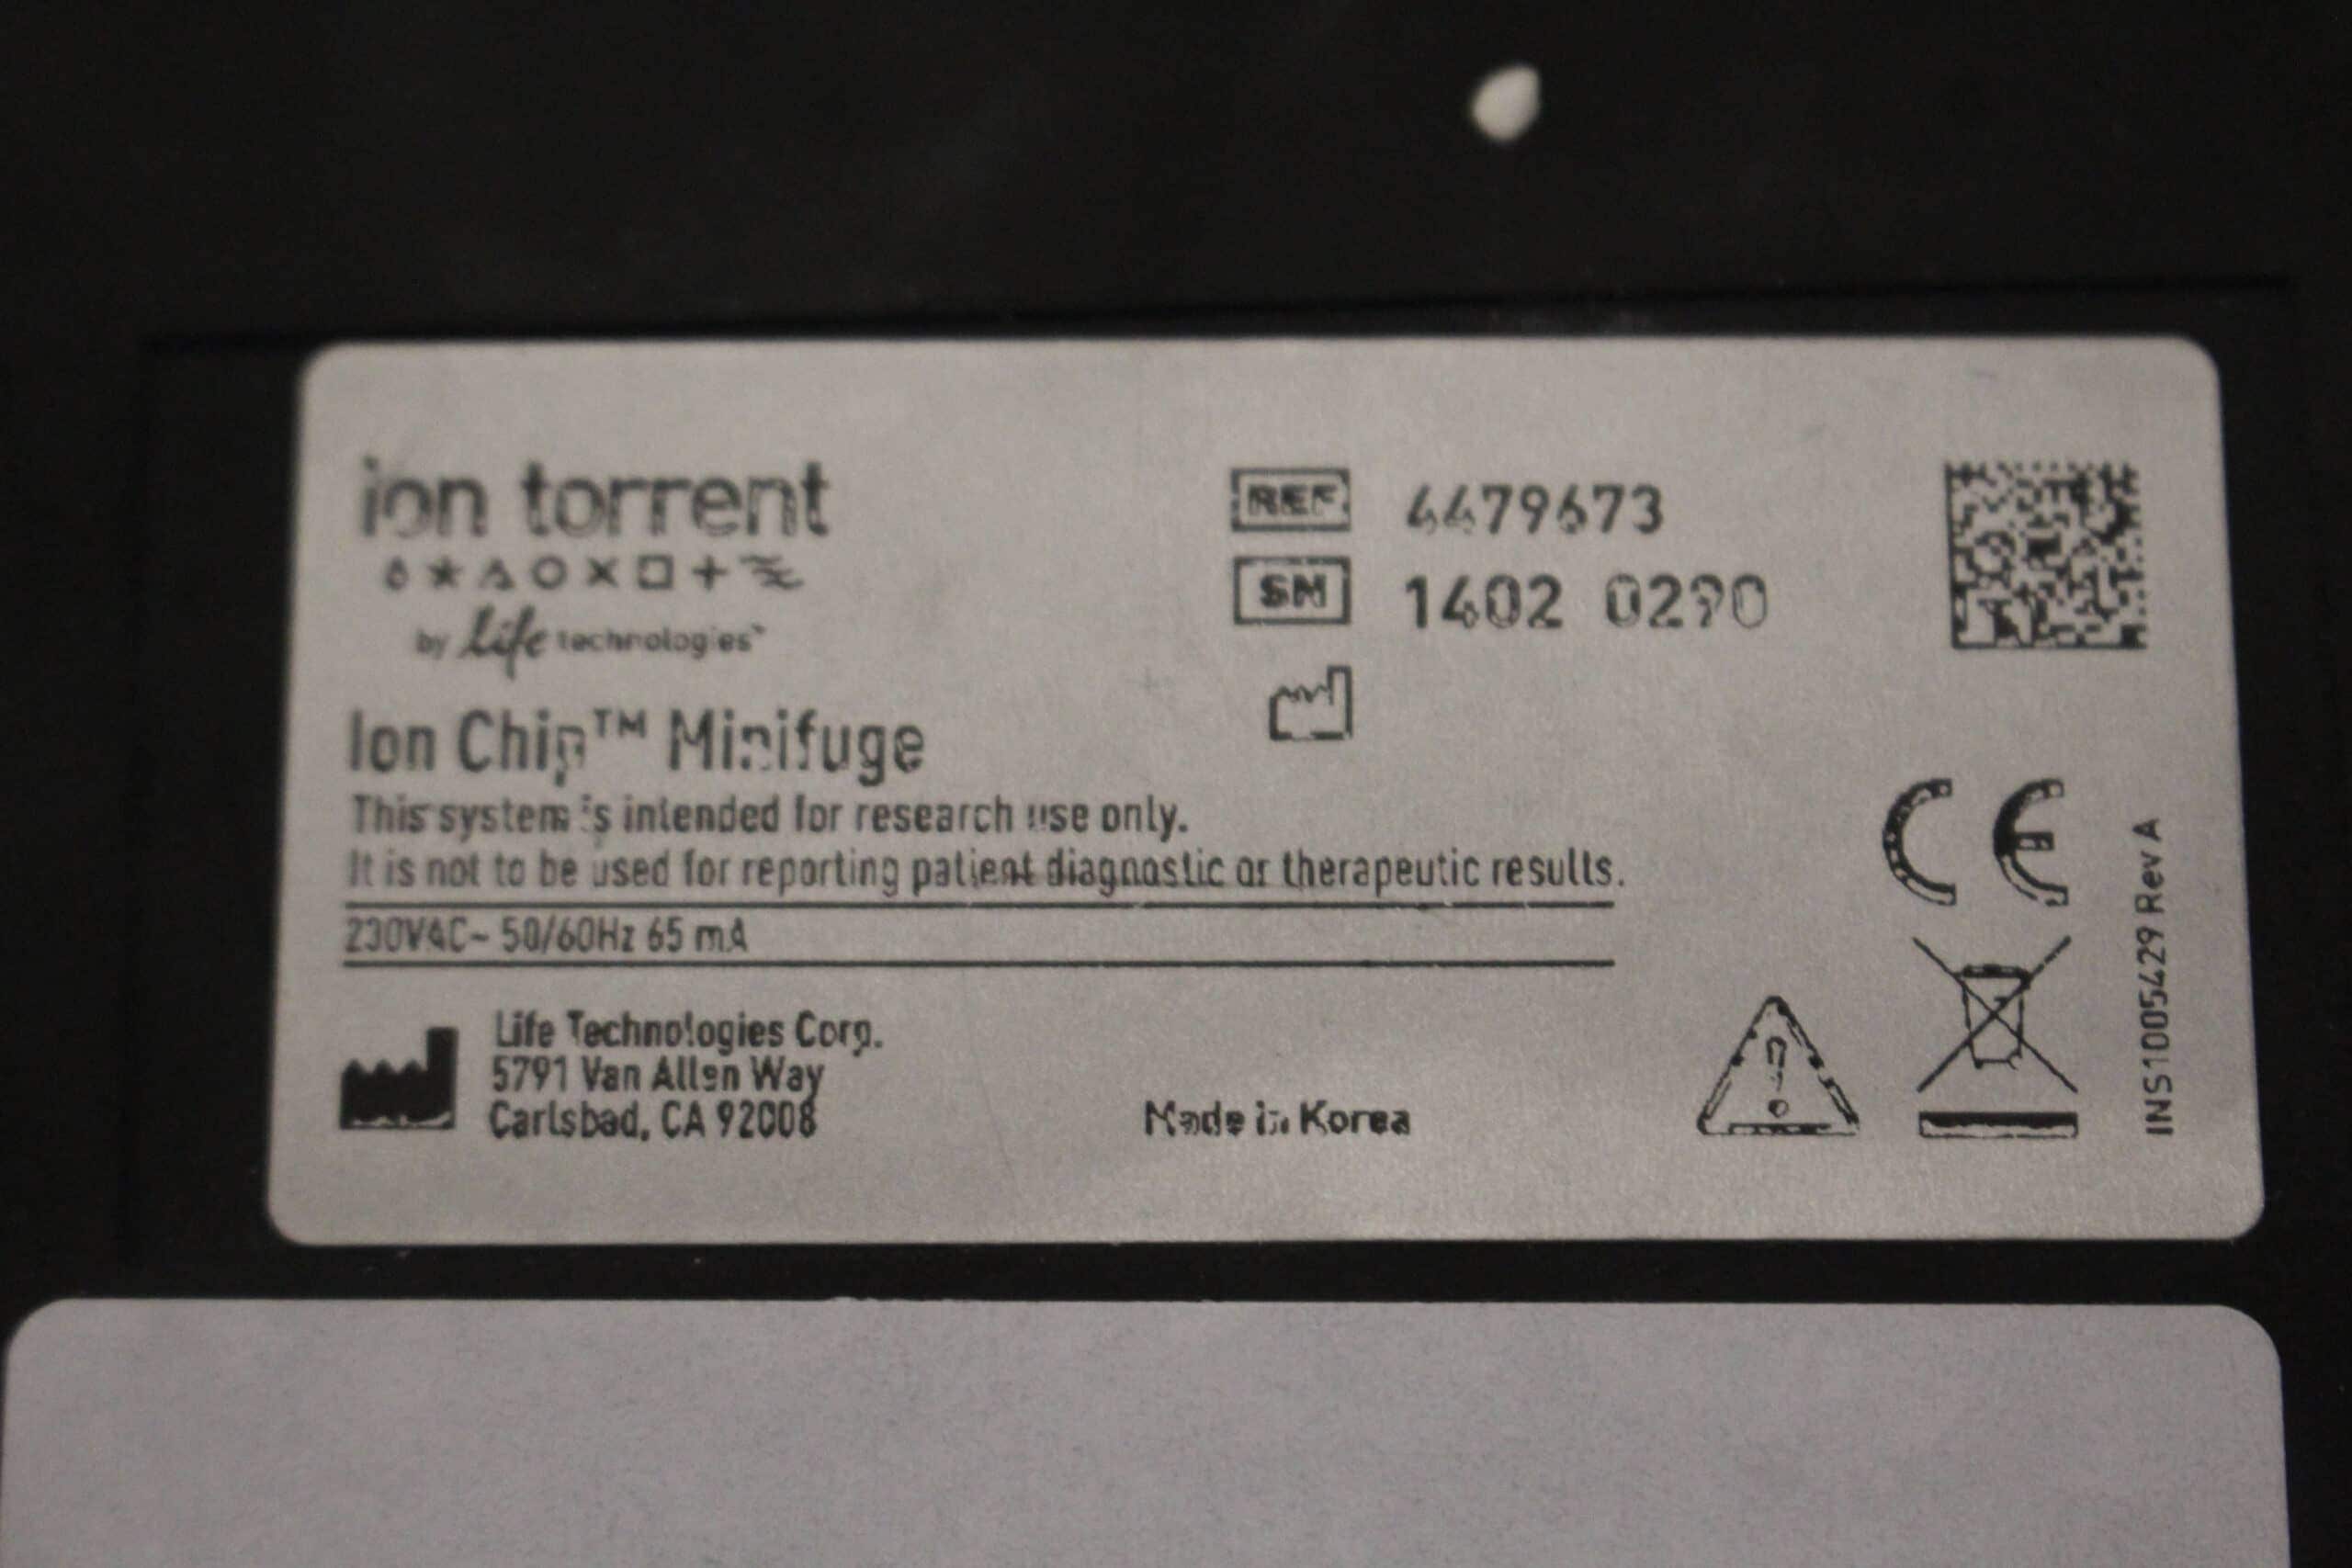 ion torrent
by life technologies™
Ion Chip™ Minifuge
This system is intended for research use only.
It is not to be used for reporting patient diagnostic or therapeutic results.
230VAC~ 50/60Hz 65 mA
Life Technologies Corp.
5791 Van Allen Way
Carlsbad, CA 92008
Made in Korea
REF 4479673
SN 1402 0290
INS1005429 Rev A
CE